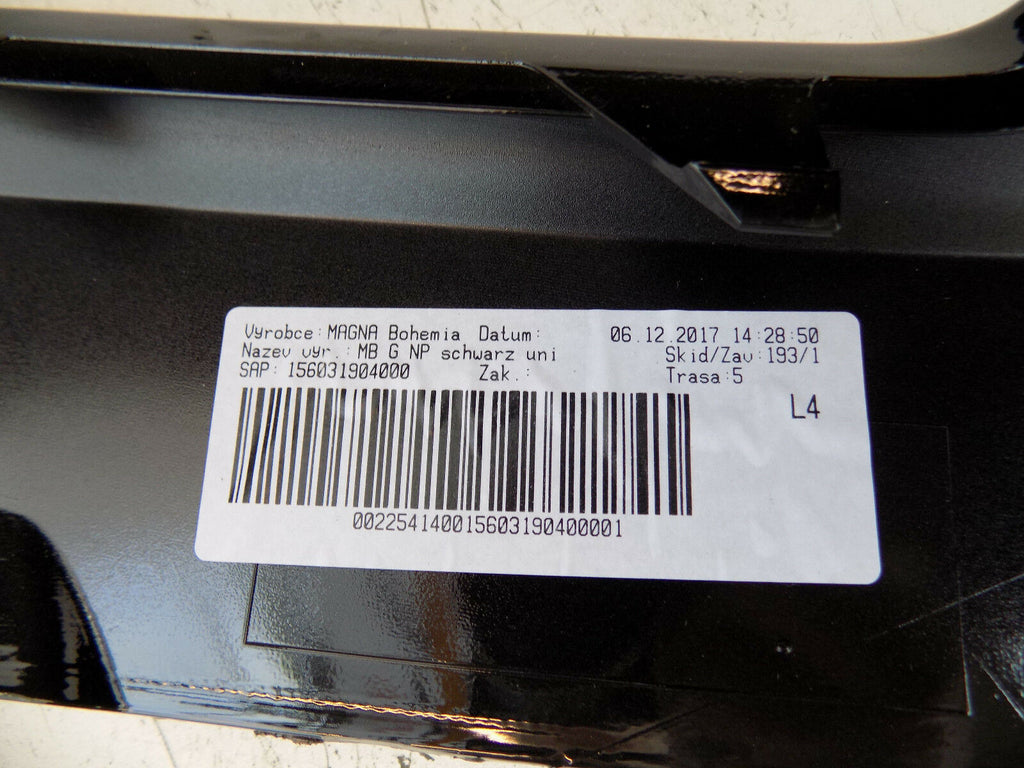 Vyrobce: MAGNA Bohemia Datum: 06.12.2017 14:28:50
Nazev vyr.: MB G NP schwarz uni Skid/Zav:193/1
SAP: 156031904000 Zak.: Trasa:5
L4
002254140015603190400001